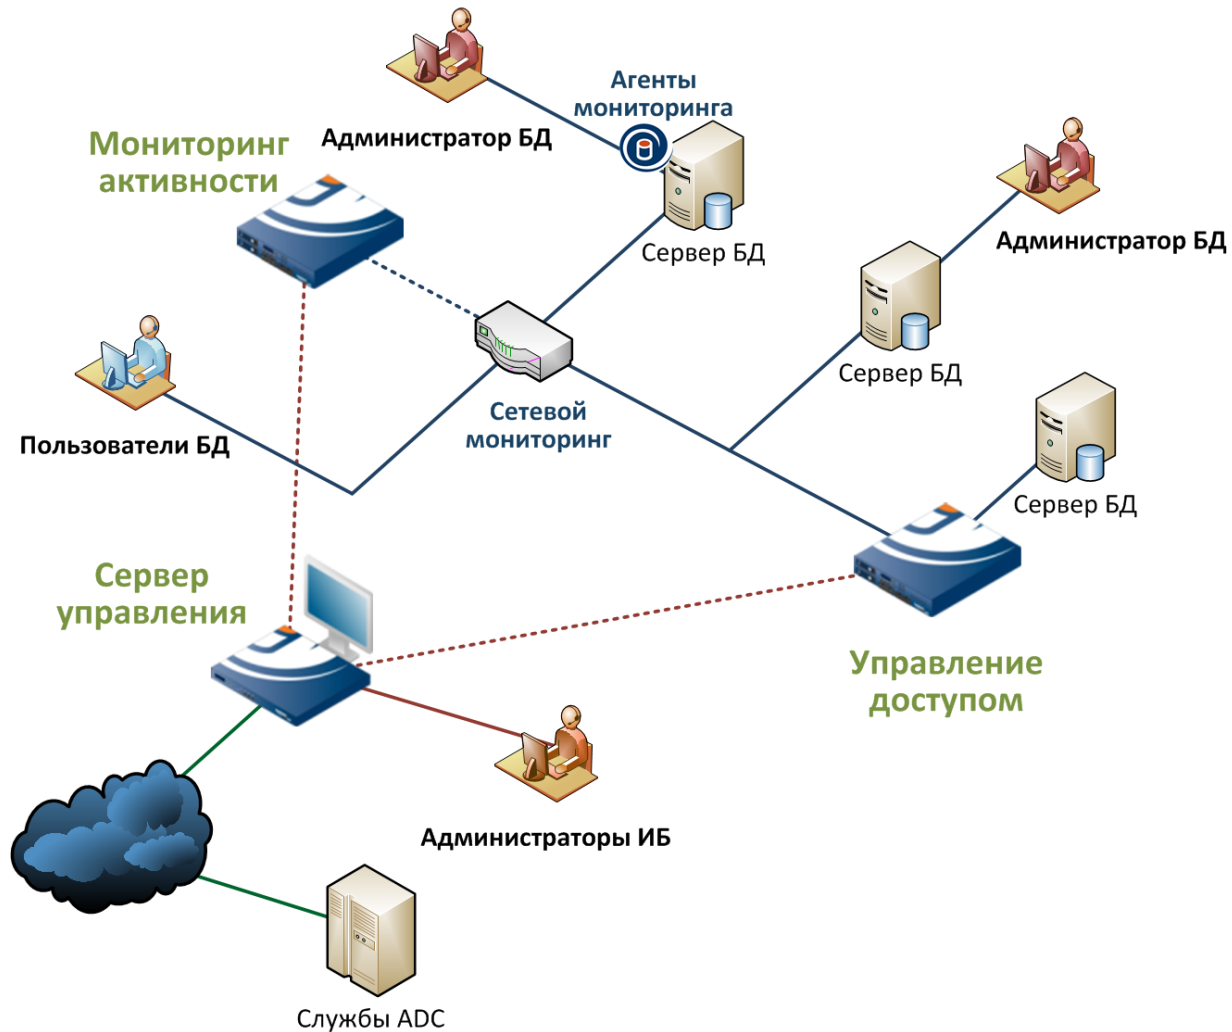 Агенты
мониторинга
Администратор БД
Мониторинг
активности
Сервер БД
Администратор БД
Сервер БД
Сетевой
мониторинг
Пользователи БД
Сервер БД
Сервер
управления
Управление
доступом
Администраторы ИБ
Службы ADC